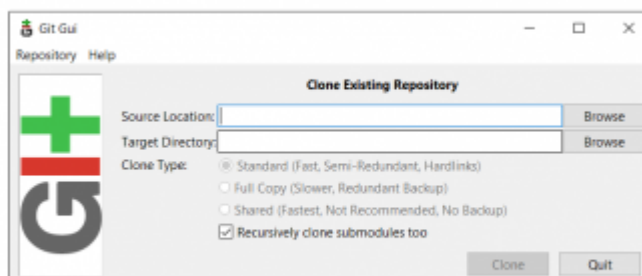 Git Gui
Repository Help
Clone Existing Repository
Source Location: Browse
Target Directory: Browse
Clone Type: Standard (Fast, Semi-Redundant, Hardlinks)
Full Copy (Slower, Redundant Backup)
Shared (Fastest, Not Recommended, No Backup)
Recursively clone submodules too
Clone Quit
GIT